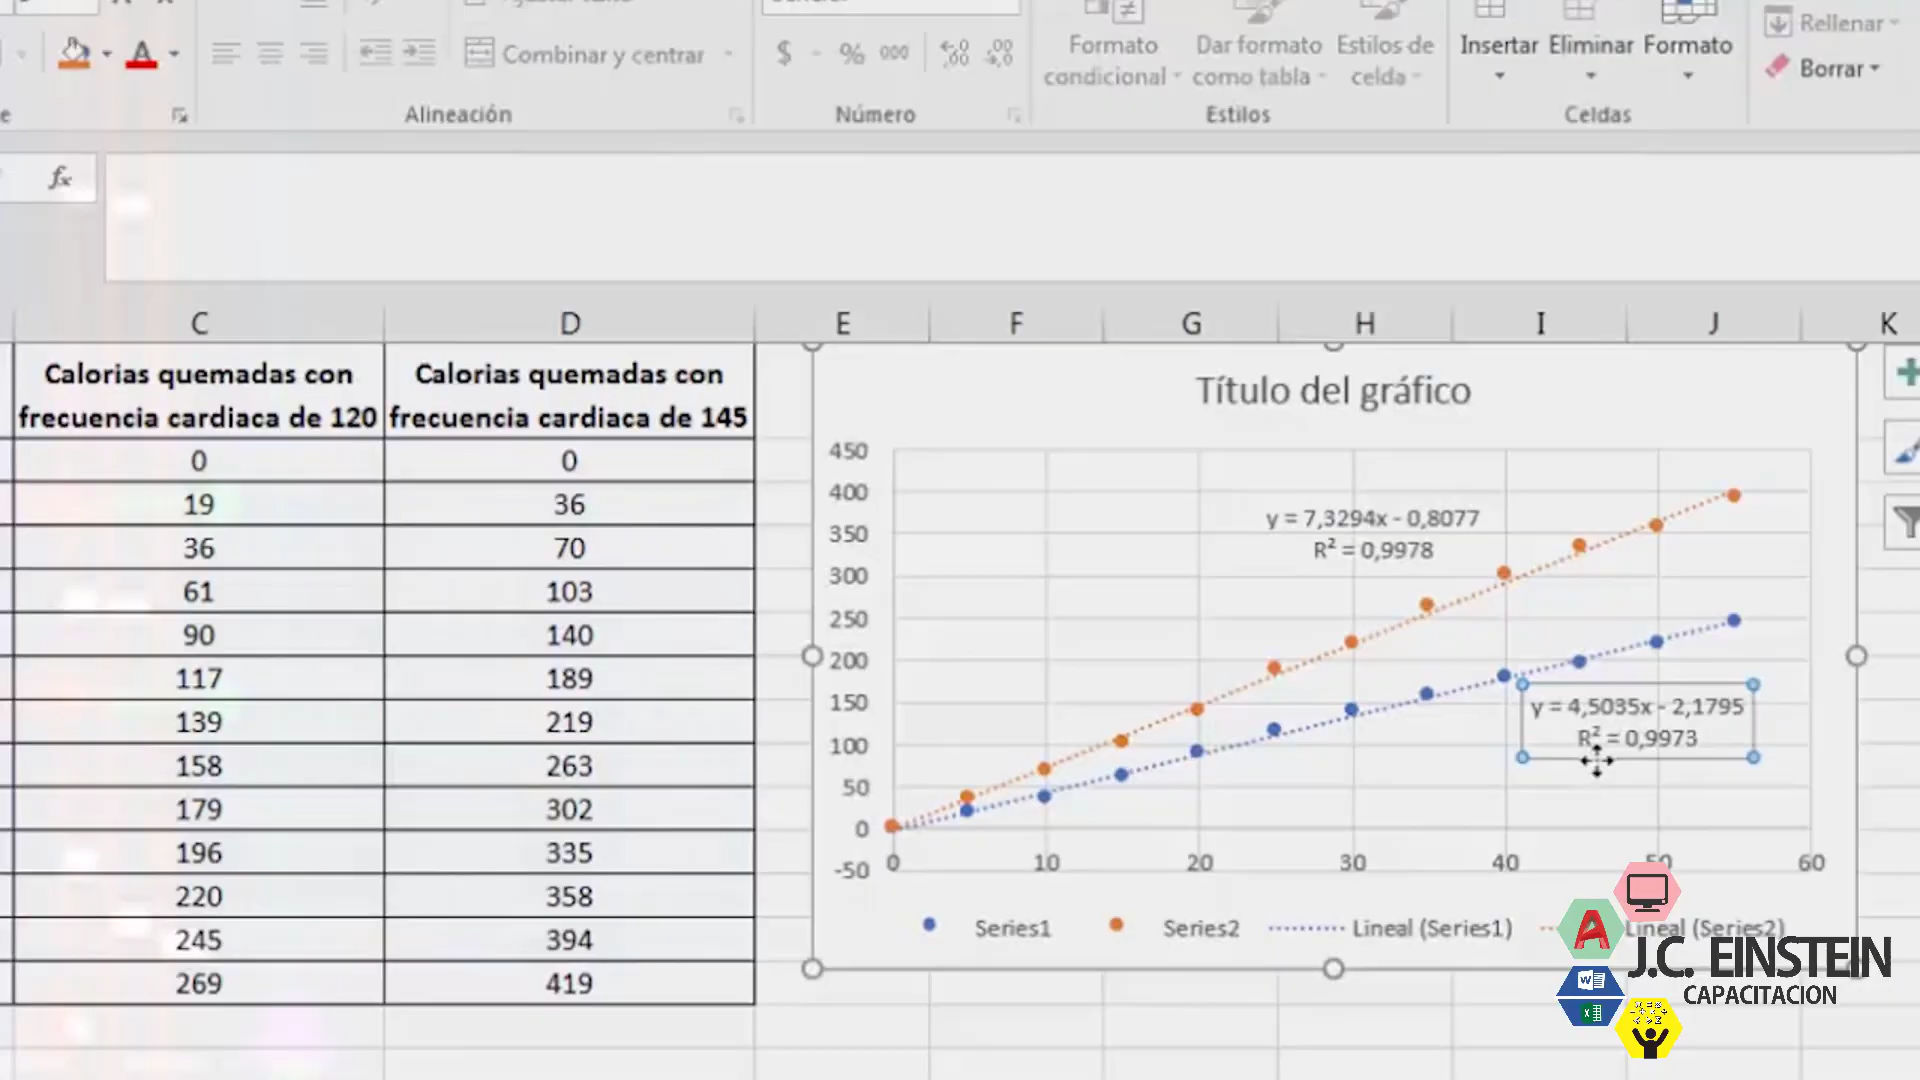 Combinar y centrar
$ % 000
Formato
condicional
Dar formato
como tabla
Estilos de
celda
Insertar
Eliminar
Formato
Rellenar
Borrar
Alineación
Número
Estilos
Celdas
fx
C D E F G H I J K
Calorias quemadas con
frecuencia cardiaca de 120
Calorias quemadas con
frecuencia cardiaca de 145
0 0
19 36
36 70
61 103
90 140
117 189
139 219
158 263
179 302
196 335
220 358
245 394
269 419
Título del gráfico
450
400
350
300
250
200
150
100
50
0
-50
y = 7,3294x - 0,8077
R² = 0,9978
y = 4,5035x - 2,1795
R² = 0,9973
0 10 20 30 40 50 60
Series1 Series2 Lineal (Series1) Lineal (Series2)
A
W
X
J.C. EINSTEIN
CAPACITACION